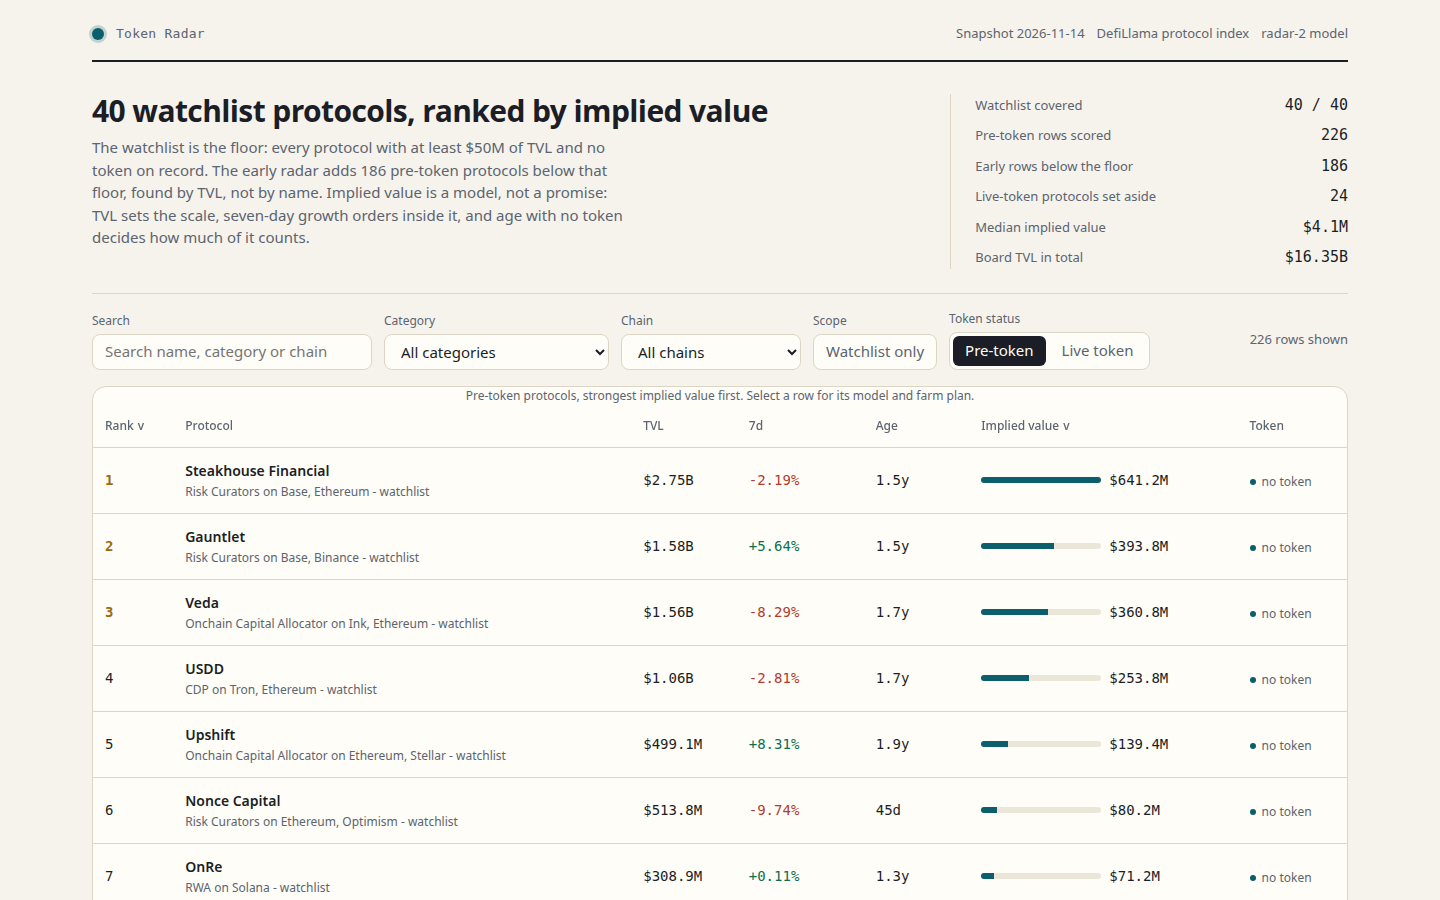 Token Radar
Snapshot 2026-11-14 DefiLlama protocol index radar-2 model
40 watchlist protocols, ranked by implied value
The watchlist is the floor: every protocol with at least $50M of TVL and no
token on record. The early radar adds 186 pre-token protocols below that
floor, found by TVL, not by name. Implied value is a model, not a promise:
TVL sets the scale, seven-day growth orders inside it, and age with no token
decides how much of it counts.
Watchlist covered 40 / 40
Pre-token rows scored 226
Early rows below the floor 186
Live-token protocols set aside 24
Median implied value $4.1M
Board TVL in total $16.35B
Search Category Chain Scope Token status
Search name, category or chain All categories All chains Watchlist only Pre-token Live token 226 rows shown
Pre-token protocols, strongest implied value first. Select a row for its model and farm plan.
Rank v Protocol TVL 7d Age Implied value v Token
1 Steakhouse Financial $2.75B -2.19% 1.5y $641.2M no token
Risk Curators on Base, Ethereum - watchlist
2 Gauntlet $1.58B +5.64% 1.5y $393.8M no token
Risk Curators on Base, Binance - watchlist
3 Veda $1.56B -8.29% 1.7y $360.8M no token
Onchain Capital Allocator on Ink, Ethereum - watchlist
4 USDD $1.06B -2.81% 1.7y $253.8M no token
CDP on Tron, Ethereum - watchlist
5 Upshift $499.1M +8.31% 1.9y $139.4M no token
Onchain Capital Allocator on Ethereum, Stellar - watchlist
6 Nonce Capital $513.8M -9.74% 45d $80.2M no token
Risk Curators on Ethereum, Optimism - watchlist
7 OnRe $308.9M +0.11% 1.3y $71.2M no token
RWA on Solana - watchlist